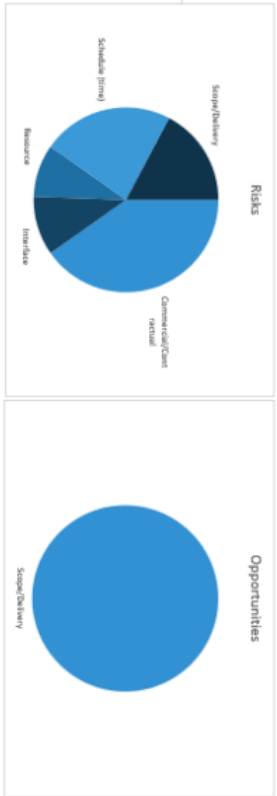 Risks
Scope/Delivery
Schedule (time)
Resource
Interface
Commercial/Cont
ractual
Opportunities
Scope/Delivery